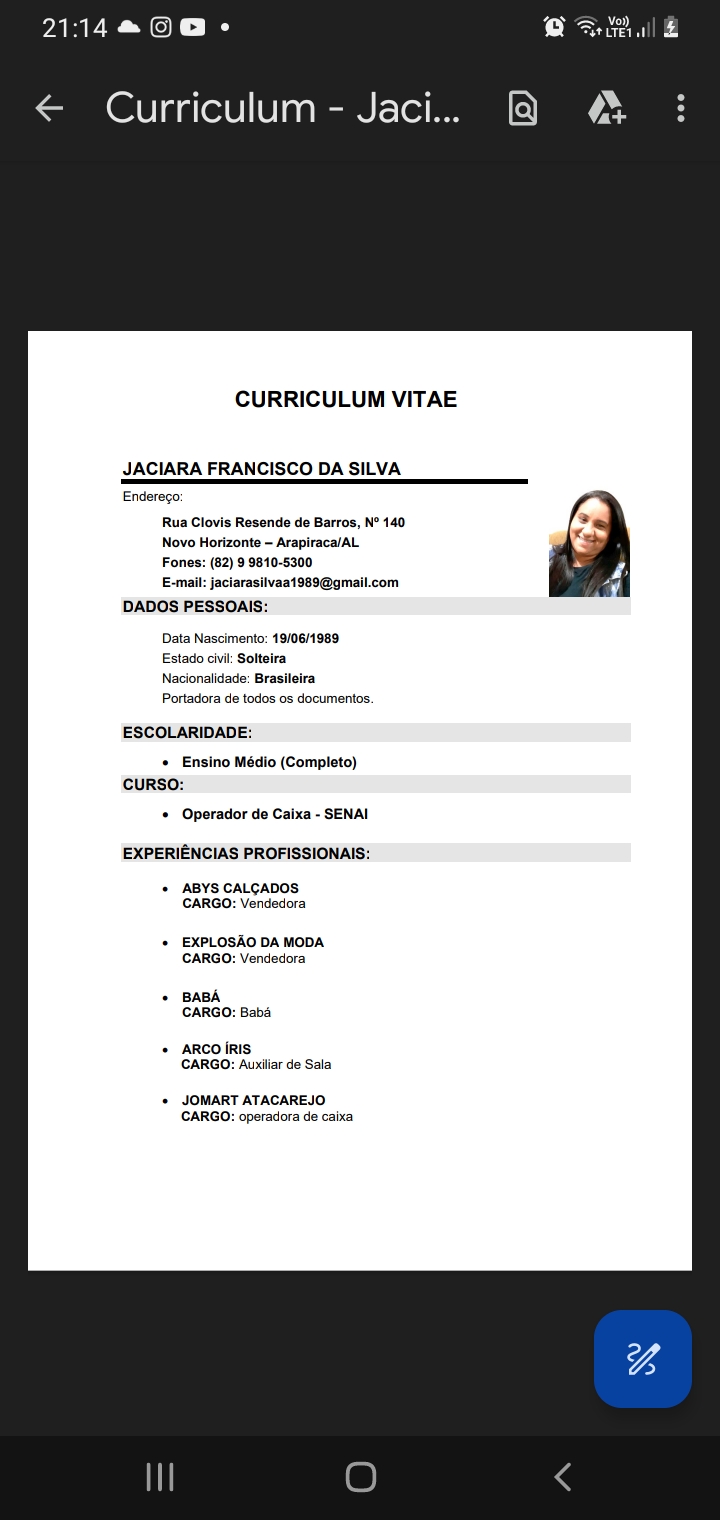 21:14
Vo)) LTE1
Curriculum - Jaci...
CURRICULUM VITAE
JACIARA FRANCISCO DA SILVA
Endereço:
Rua Clovis Resende de Barros, Nº 140
Novo Horizonte – Arapiraca/AL
Fones: (82) 9 9810-5300
E-mail: jaciarasilvaa1989@gmail.com
DADOS PESSOAIS:
Data Nascimento: 19/06/1989
Estado civil: Solteira
Nacionalidade: Brasileira
Portadora de todos os documentos.
ESCOLARIDADE:
• Ensino Médio (Completo)
CURSO:
• Operador de Caixa - SENAI
EXPERIÊNCIAS PROFISSIONAIS:
• ABYS CALÇADOS
CARGO: Vendedora
• EXPLOSÃO DA MODA
CARGO: Vendedora
• BABÁ
CARGO: Babá
• ARCO ÍRIS
CARGO: Auxiliar de Sala
• JOMART ATACAREJO
CARGO: operadora de caixa